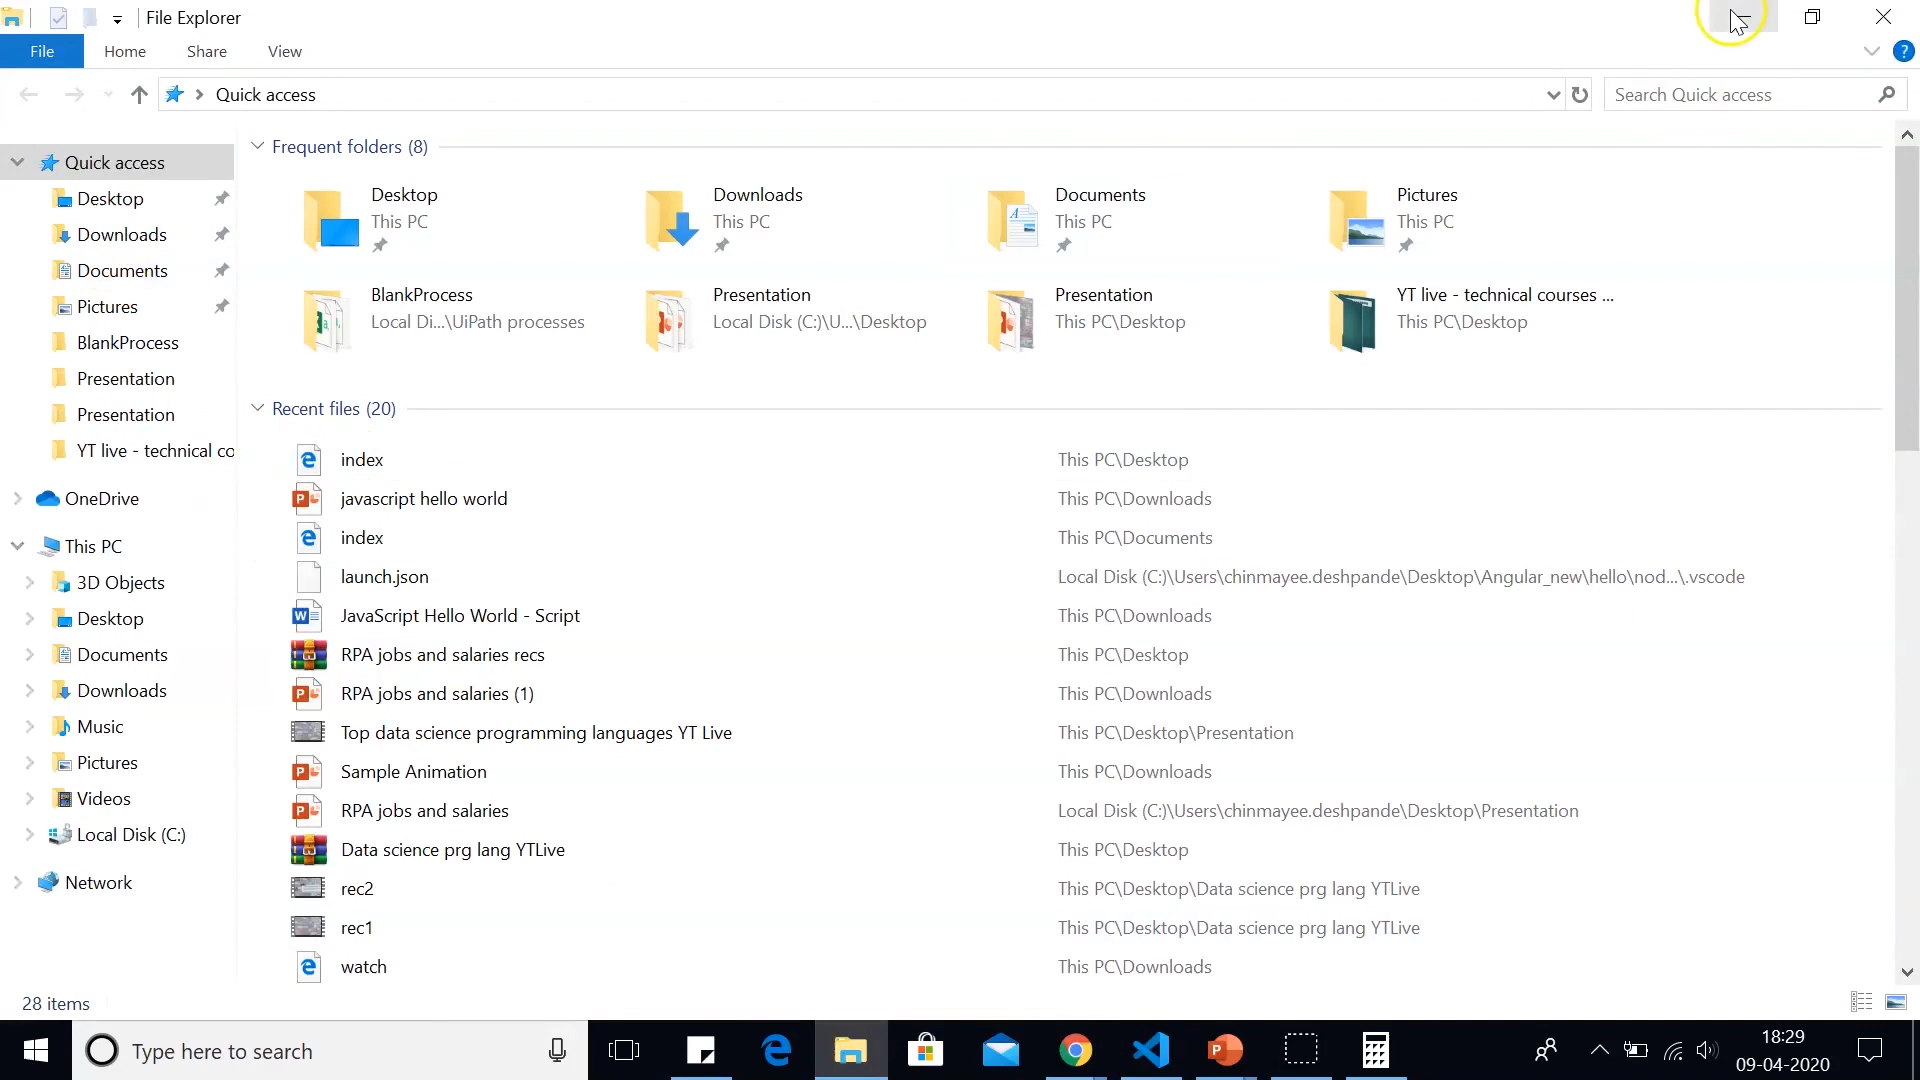 File Explorer
File Home Share View
Quick access
Search Quick access
Quick access
Desktop
Downloads
Documents
Pictures
BlankProcess
Presentation
Presentation
YT live - technical co
OneDrive
This PC
3D Objects
Desktop
Documents
Downloads
Music
Pictures
Videos
Local Disk (C:)
Network
Frequent folders (8)
Desktop
This PC
Downloads
This PC
Documents
This PC
Pictures
This PC
BlankProcess
Local Di...\UiPath processes
Presentation
Local Disk (C:)\U...\Desktop
Presentation
This PC\Desktop
YT live - technical courses ...
This PC\Desktop
Recent files (20)
index This PC\Desktop
javascript hello world This PC\Downloads
index This PC\Documents
launch.json Local Disk (C:)\Users\chinmayee.deshpande\Desktop\Angular_new\hello\nod...\.vscode
JavaScript Hello World - Script This PC\Downloads
RPA jobs and salaries recs This PC\Desktop
RPA jobs and salaries (1) This PC\Downloads
Top data science programming languages YT Live This PC\Desktop\Presentation
Sample Animation This PC\Downloads
RPA jobs and salaries Local Disk (C:)\Users\chinmayee.deshpande\Desktop\Presentation
Data science prg lang YTLive This PC\Desktop
rec2 This PC\Desktop\Data science prg lang YTLive
rec1 This PC\Desktop\Data science prg lang YTLive
watch This PC\Downloads
28 items
Type here to search
18:29
09-04-2020